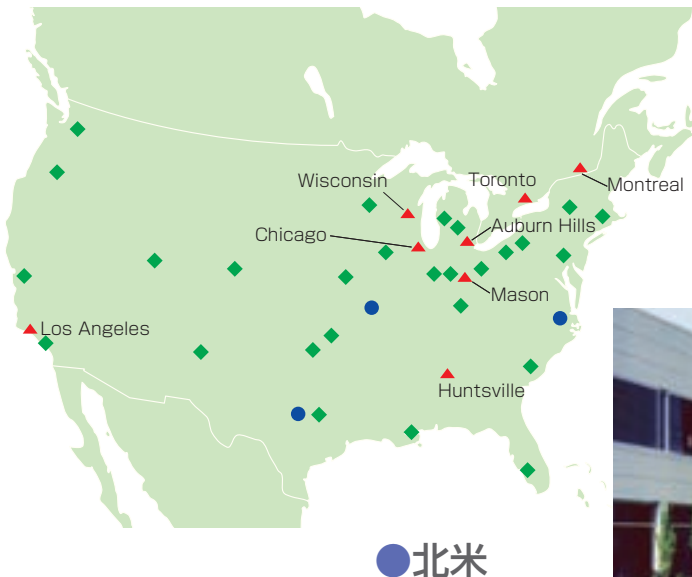 Wisconsin
Toronto
Montreal
Auburn Hills
Chicago
Mason
Los Angeles
Huntsville
●北米